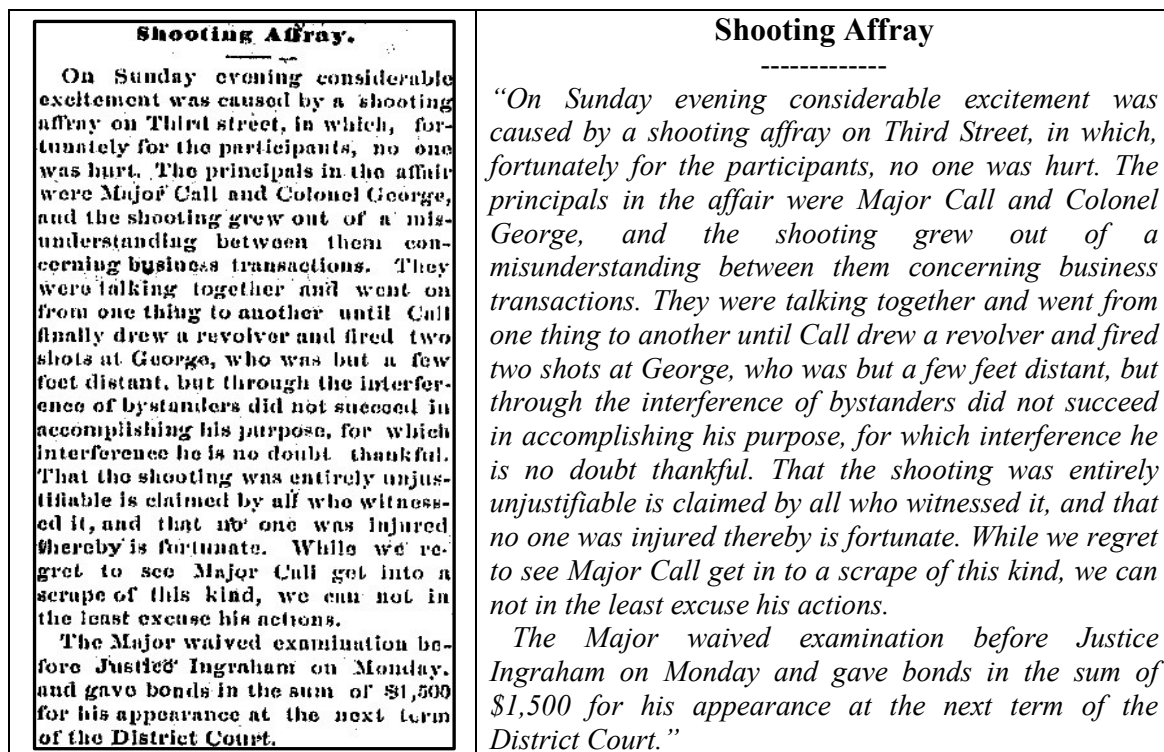 Shooting Affray.
On Sunday evening considerable
excitement was caused by a shooting
affray on Third street, in which, for-
tunately for the participants, no one
was hurt. The principals in the affair
were Major Call and Colonel George,
and the shooting grew out of a mis-
understanding between them con-
cerning business transactions. They
were talking together and went on
from one thing to another until Call
finally drew a revolver and fired two
shots at George, who was but a few
feet distant, but through the interfer-
ence of bystanders did not succeed in
accomplishing his purpose, for which
interference he is no doubt thankful.
That the shooting was entirely unjus-
tifiable is claimed by all who witness-
ed it, and that no one was injured
thereby is fortunate. While we re-
gret to see Major Call get into a
scrape of this kind, we can not in
the least excuse his actions.
The Major waived examination be-
fore Justice Ingraham on Monday,
and gave bonds in the sum of $1,500
for his appearance at the next term
of the District Court.
Shooting Affray
-------------
“On Sunday evening considerable excitement was
caused by a shooting affray on Third Street, in which,
fortunately for the participants, no one was hurt. The
principals in the affair were Major Call and Colonel
George, and the shooting grew out of a
misunderstanding between them concerning business
transactions. They were talking together and went from
one thing to another until Call drew a revolver and fired
two shots at George, who was but a few feet distant, but
through the interference of bystanders did not succeed
in accomplishing his purpose, for which interference he
is no doubt thankful. That the shooting was entirely
unjustifiable is claimed by all who witnessed it, and that
no one was injured thereby is fortunate. While we regret
to see Major Call get in to a scrape of this kind, we can
not in the least excuse his actions.
The Major waived examination before Justice
Ingraham on Monday and gave bonds in the sum of
$1,500 for his appearance at the next term of the
District Court.”